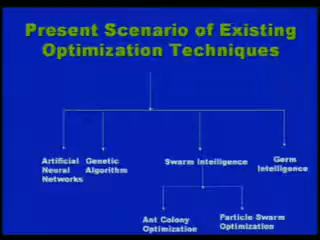 Present Scenario of Existing
Optimization Techniques
Artificial
Neural
Networks
Genetic
Algorithm
Swarm Intelligence
Germ
Intelligence
Ant Colony
Optimization
Particle Swarm
Optimization